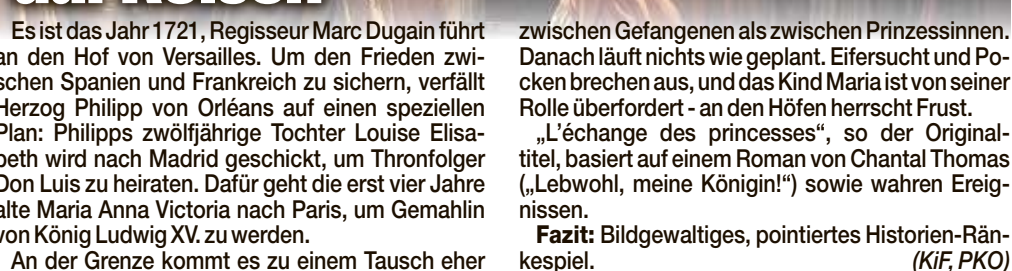 auf Reisen
Es ist das Jahr 1721, Regisseur Marc Dugain führt
an den Hof von Versailles. Um den Frieden zwi-
schen Spanien und Frankreich zu sichern, verfällt
Herzog Philipp von Orléans auf einen speziellen
Plan: Philipps zwölfjährige Tochter Louise Elisa-
beth wird nach Madrid geschickt, um Thronfolger
Don Luis zu heiraten. Dafür geht die erst vier Jahre
alte Maria Anna Victoria nach Paris, um Gemahlin
von König Ludwig XV. zu werden.
An der Grenze kommt es zu einem Tausch eher
zwischen Gefangenen als zwischen Prinzessinnen.
Danach läuft nichts wie geplant. Eifersucht und Po-
cken brechen aus, und das Kind Maria ist von seiner
Rolle überfordert - an den Höfen herrscht Frust.
„L'échange des princesses“, so der Original-
titel, basiert auf einem Roman von Chantal Thomas
(„Lebwohl, meine Königin!“) sowie wahren Ereig-
nissen.
Fazit: Bildgewaltiges, pointiertes Historien-Rän-
kespiel. (KiF, PKO)